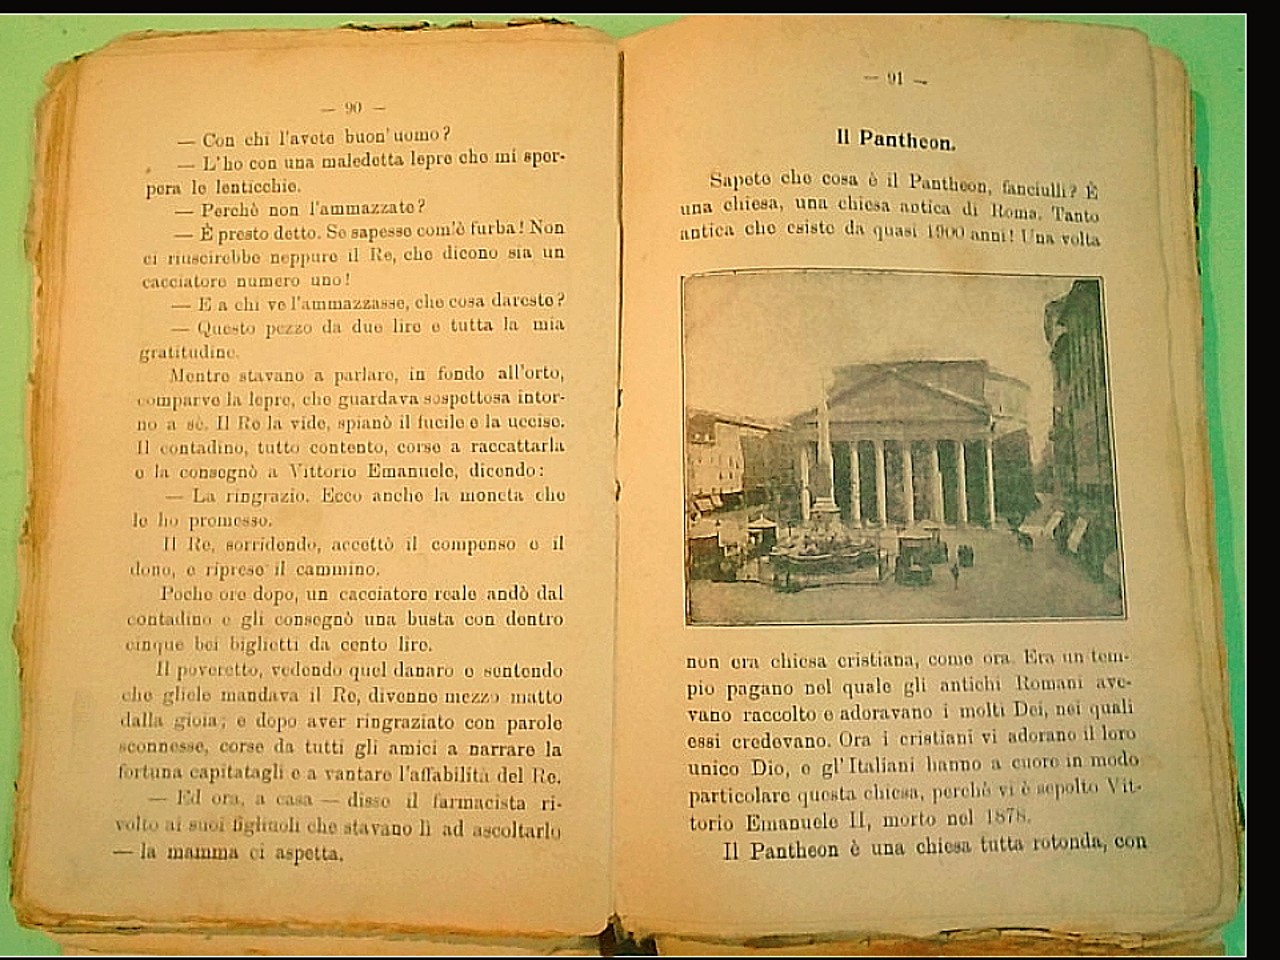 — 90 —
— Con chi l'avete buon'uomo?
— L'ho con una maledetta lepre che mi sper-
pera le lenticchie.
— Perchè non l'ammazzate?
— È presto detto. Se sapesse com'è furba! Non
ci riuscirebbe neppure il Re, che dicono sia un
cacciatore numero uno!
— E a chi ve l'ammazzasse, che cosa dareste?
— Questo pezzo da due lire e tutta la mia
gratitudine.
Mentre stavano a parlare, in fondo all'orto,
comparve la lepre, che guardava sospettosa intor-
no a sè. Il Re la vide, spianò il fucile e la uccise.
Il contadino, tutto contento, corse a raccattarla
e la consegnò a Vittorio Emanuele, dicendo:
— La ringrazio. Ecco anche la moneta che
le ho promesso.
Il Re, sorridendo, accettò il compenso e il
dono, e riprese il cammino.
Poche ore dopo, un cacciatore reale andò dal
contadino e gli consegnò una busta con dentro
cinque bei biglietti da cento lire.
Il poveretto, vedendo quel danaro e sentendo
che gliele mandava il Re, divenne mezzo matto
dalla gioia; e dopo aver ringraziato con parole
sconnesse, corse da tutti gli amici a narrare la
fortuna capitatagli e a vantare l'affabilità del Re.
— Ed ora, a casa — disse il farmacista ri-
volto ai suoi figliuoli che stavano lì ad ascoltarlo
— la mamma ci aspetta.
— 91 —
Il Pantheon.
Sapete che cosa è il Pantheon, fanciulli? È
una chiesa, una chiesa antica di Roma. Tanto
antica che esiste da quasi 1900 anni! Una volta
non era chiesa cristiana, come ora. Era un tem-
pio pagano nel quale gli antichi Romani ave-
vano raccolto e adoravano i molti Dei, nei quali
essi credevano. Ora i cristiani vi adorano il loro
unico Dio, e gl'Italiani hanno a cuore in modo
particolare questa chiesa, perchè vi è sepolto Vit-
torio Emanuele II, morto nel 1878.
Il Pantheon è una chiesa tutta rotonda, con